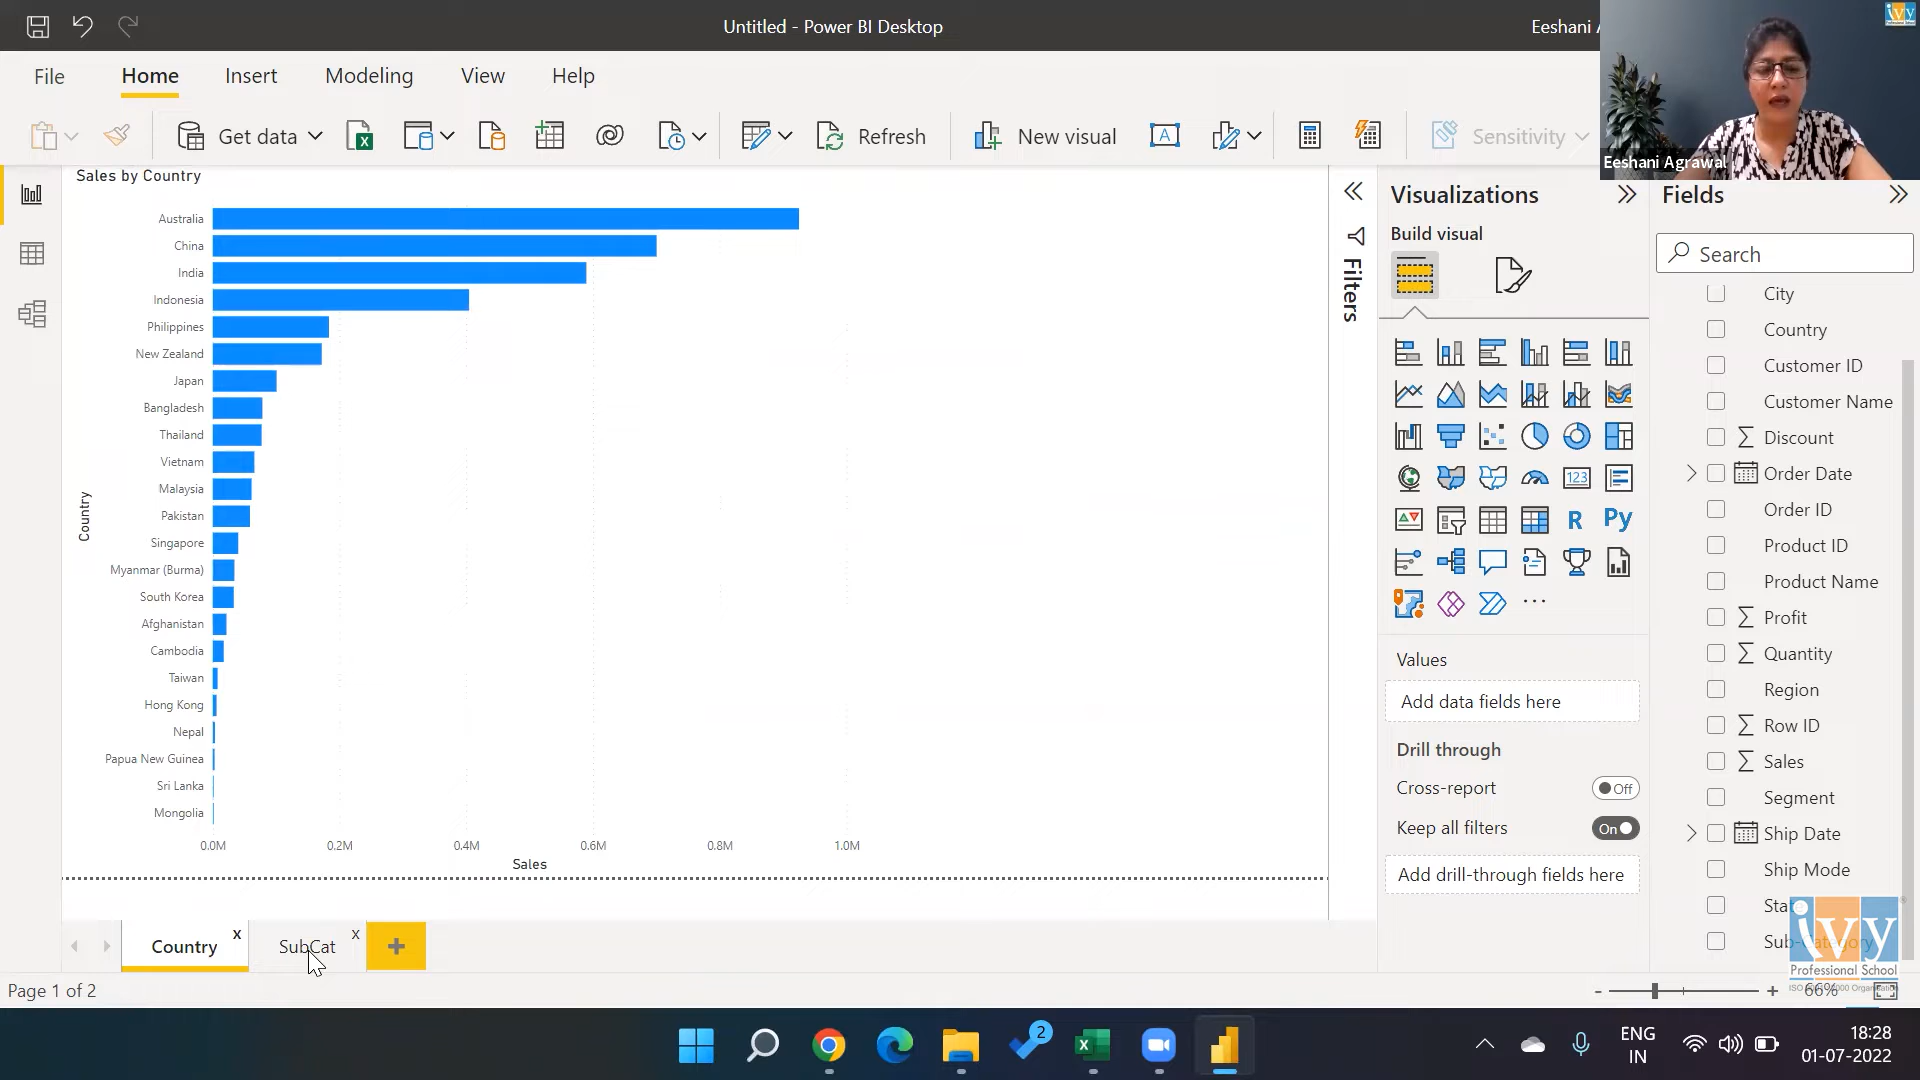 Untitled - Power BI Desktop
Eeshani
ivy
File
Home
Insert
Modeling
View
Help
Get data
Refresh
New visual
Sensitivity
Eeshani Agrawal
Sales by Country
Australia
China
India
Indonesia
Philippines
New Zealand
Japan
Bangladesh
Thailand
Vietnam
Malaysia
Pakistan
Singapore
Myanmar (Burma)
South Korea
Afghanistan
Cambodia
Taiwan
Hong Kong
Nepal
Papua New Guinea
Sri Lanka
Mongolia
Country
0.0M
0.2M
0.4M
0.6M
0.8M
1.0M
Sales
Filters
Visualizations
Build visual
123
R
Py
Values
Add data fields here
Drill through
Cross-report
Off
Keep all filters
On
Add drill-through fields here
Fields
Search
City
Country
Customer ID
Customer Name
Discount
Order Date
Order ID
Product ID
Product Name
Profit
Quantity
Region
Row ID
Sales
Segment
Ship Date
Ship Mode
Sub-Category
ivy
Professional School
Country
x
SubCat
x
+
Page 1 of 2
-
+
66%
2
ENG
IN
18:28
01-07-2022